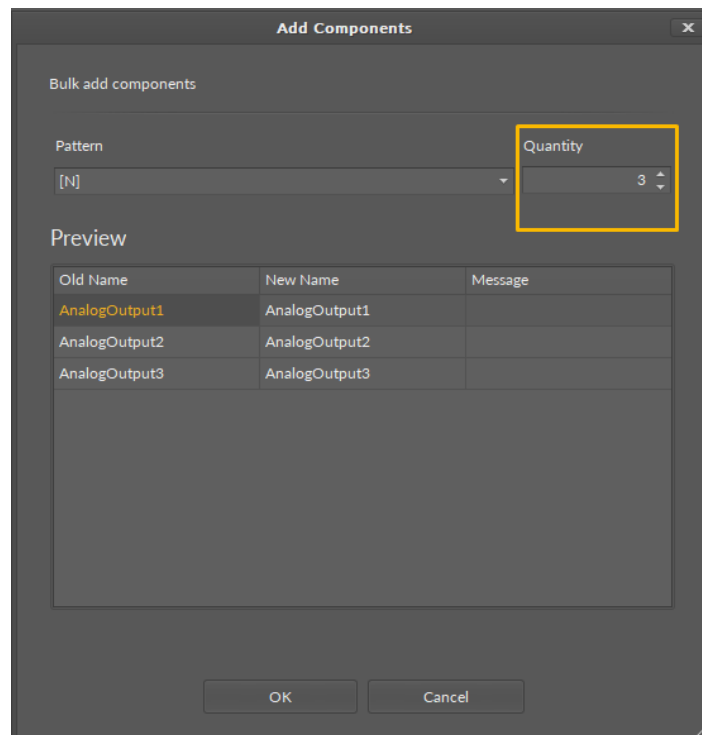 Add Components
Bulk add components
Pattern Quantity
[N] 3
Preview
Old Name New Name Message
AnalogOutput1 AnalogOutput1
AnalogOutput2 AnalogOutput2
AnalogOutput3 AnalogOutput3
OK Cancel